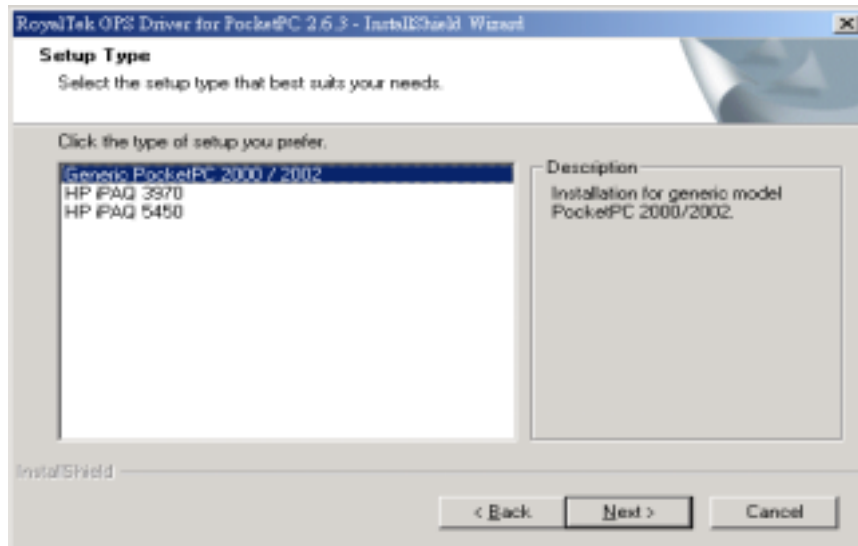 RoyalTek GPS Driver for PocketPC 2.6.3 - InstallShield Wizard
Setup Type
Select the setup type that best suits your needs.
Click the type of setup you prefer.
Generic PocketPC 2000 / 2002
HP iPAQ 3970
HP iPAQ 5450
Description
Installation for generic model
PocketPC 2000/2002.
InstallShield
< Back
Next >
Cancel